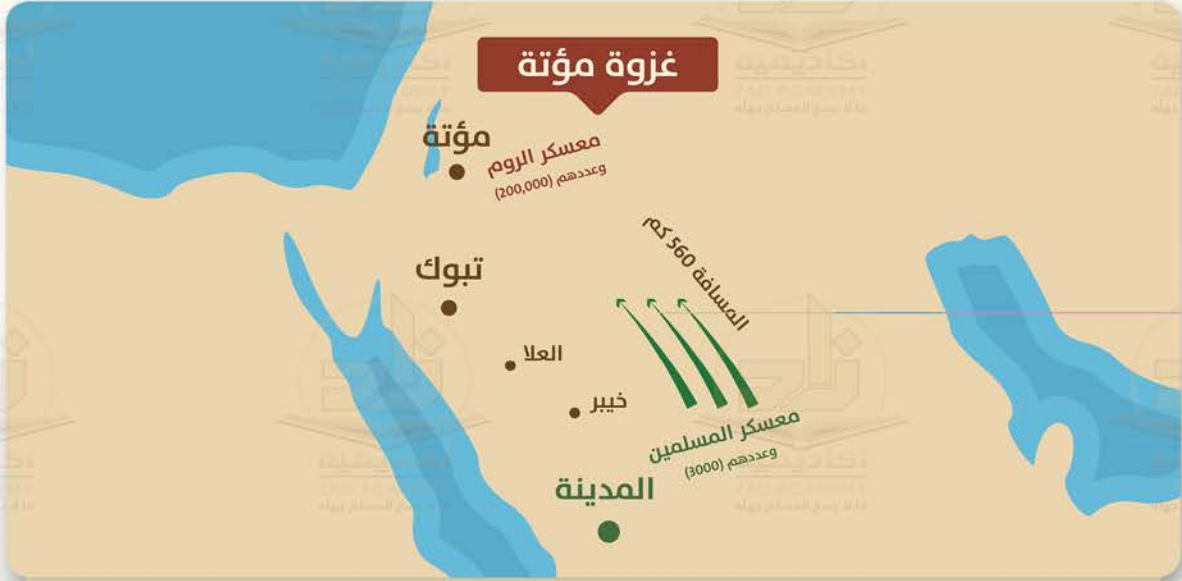 غزوة مؤتة
مؤتة
معسكر الروم
وعددهم (200,000)
تبوك
المسافة 560 كم
العلا
خيبر
معسكر المسلمين
وعددهم (3000)
المدينة